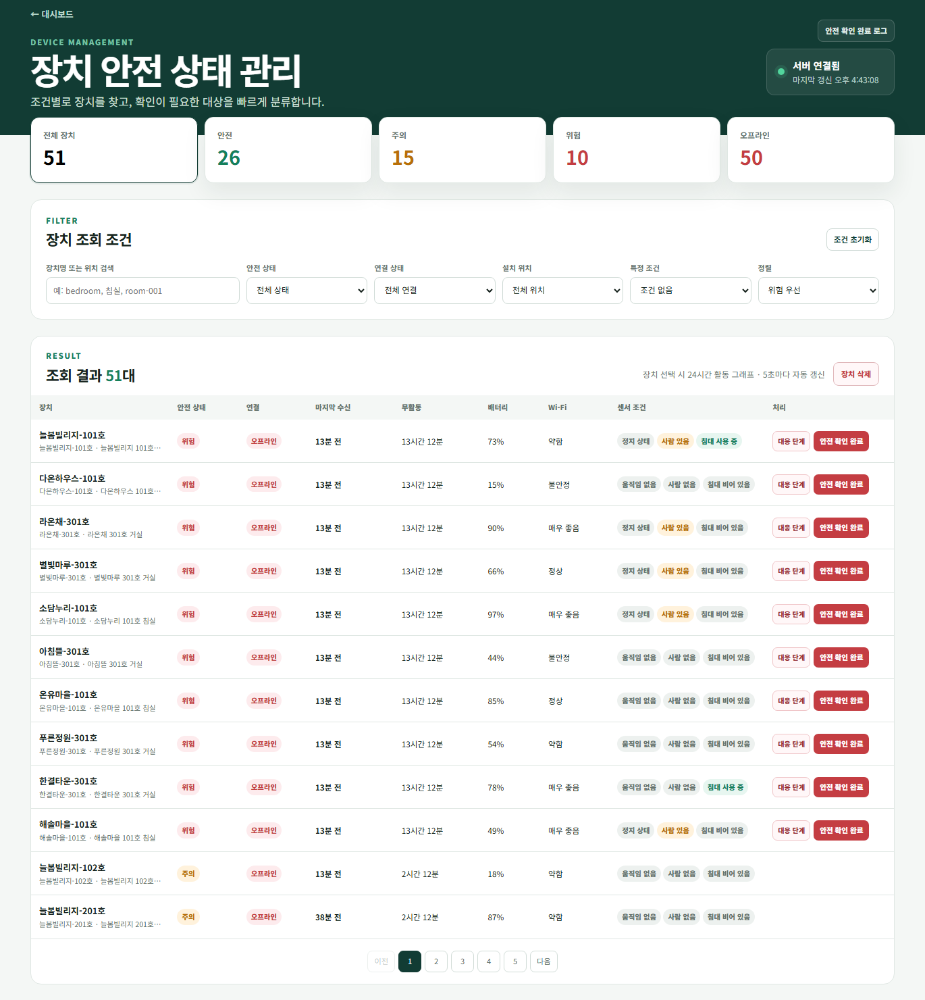 ← 대시보드
안전 확인 완료 로그
DEVICE MANAGEMENT
장치 안전 상태 관리
조건별로 장치를 찾고, 확인이 필요한 대상을 빠르게 분류합니다.
서버 연결됨
마지막 갱신 오후 4:43:08
전체 장치 안전 주의 위험 오프라인
51 26 15 10 50
FILTER
장치 조회 조건
조건 초기화
장치명 또는 위치 검색 안전 상태 연결 상태 설치 위치 특정 조건 정렬
예: bedroom, 침실, room-001 전체 상태 전체 연결 전체 위치 조건 없음 위험 우선
RESULT
조회 결과 51대
장치 선택 시 24시간 활동 그래프 · 5초마다 자동 갱신 장치 삭제
장치 안전 상태 연결 마지막 수신 무활동 배터리 Wi-Fi 센서 조건 처리
늘봄빌리지-101호
늘봄빌리지-101호 · 늘봄빌리지 101호…
위험 오프라인 13분 전 13시간 12분 73% 약함 정지 상태 사람 있음 침대 사용 중 대응 단계 안전 확인 완료
다온하우스-101호
다온하우스-101호 · 다온하우스 101호…
위험 오프라인 13분 전 13시간 12분 15% 불안정 움직임 없음 사람 없음 침대 비어 있음 대응 단계 안전 확인 완료
라온채-301호
라온채-301호 · 라온채 301호 거실
위험 오프라인 13분 전 13시간 12분 90% 매우 좋음 정지 상태 사람 있음 침대 비어 있음 대응 단계 안전 확인 완료
별빛마루-301호
별빛마루-301호 · 별빛마루 301호 거실
위험 오프라인 13분 전 13시간 12분 66% 정상 정지 상태 사람 있음 침대 비어 있음 대응 단계 안전 확인 완료
소담누리-101호
소담누리-101호 · 소담누리 101호 침실
위험 오프라인 13분 전 13시간 12분 97% 매우 좋음 정지 상태 사람 있음 침대 비어 있음 대응 단계 안전 확인 완료
아침뜰-301호
아침뜰-301호 · 아침뜰 301호 거실
위험 오프라인 13분 전 13시간 12분 44% 불안정 움직임 없음 사람 없음 침대 비어 있음 대응 단계 안전 확인 완료
온유마을-101호
온유마을-101호 · 온유마을 101호 침실
위험 오프라인 13분 전 13시간 12분 85% 정상 움직임 없음 사람 없음 침대 비어 있음 대응 단계 안전 확인 완료
푸른정원-301호
푸른정원-301호 · 푸른정원 301호 거실
위험 오프라인 13분 전 13시간 12분 54% 약함 움직임 없음 사람 없음 침대 비어 있음 대응 단계 안전 확인 완료
한결타운-301호
한결타운-301호 · 한결타운 301호 거실
위험 오프라인 13분 전 13시간 12분 78% 매우 좋음 움직임 없음 사람 없음 침대 사용 중 대응 단계 안전 확인 완료
해솔마을-101호
해솔마을-101호 · 해솔마을 101호 침실
위험 오프라인 13분 전 13시간 12분 49% 매우 좋음 정지 상태 사람 있음 침대 비어 있음 대응 단계 안전 확인 완료
늘봄빌리지-102호
늘봄빌리지-102호 · 늘봄빌리지 102호…
주의 오프라인 13분 전 2시간 12분 18% 약함 움직임 없음 사람 없음 침대 비어 있음
늘봄빌리지-201호
늘봄빌리지-201호 · 늘봄빌리지 201호…
주의 오프라인 38분 전 2시간 12분 87% 약함 움직임 없음 사람 없음 침대 비어 있음
이전 1 2 3 4 5 다음